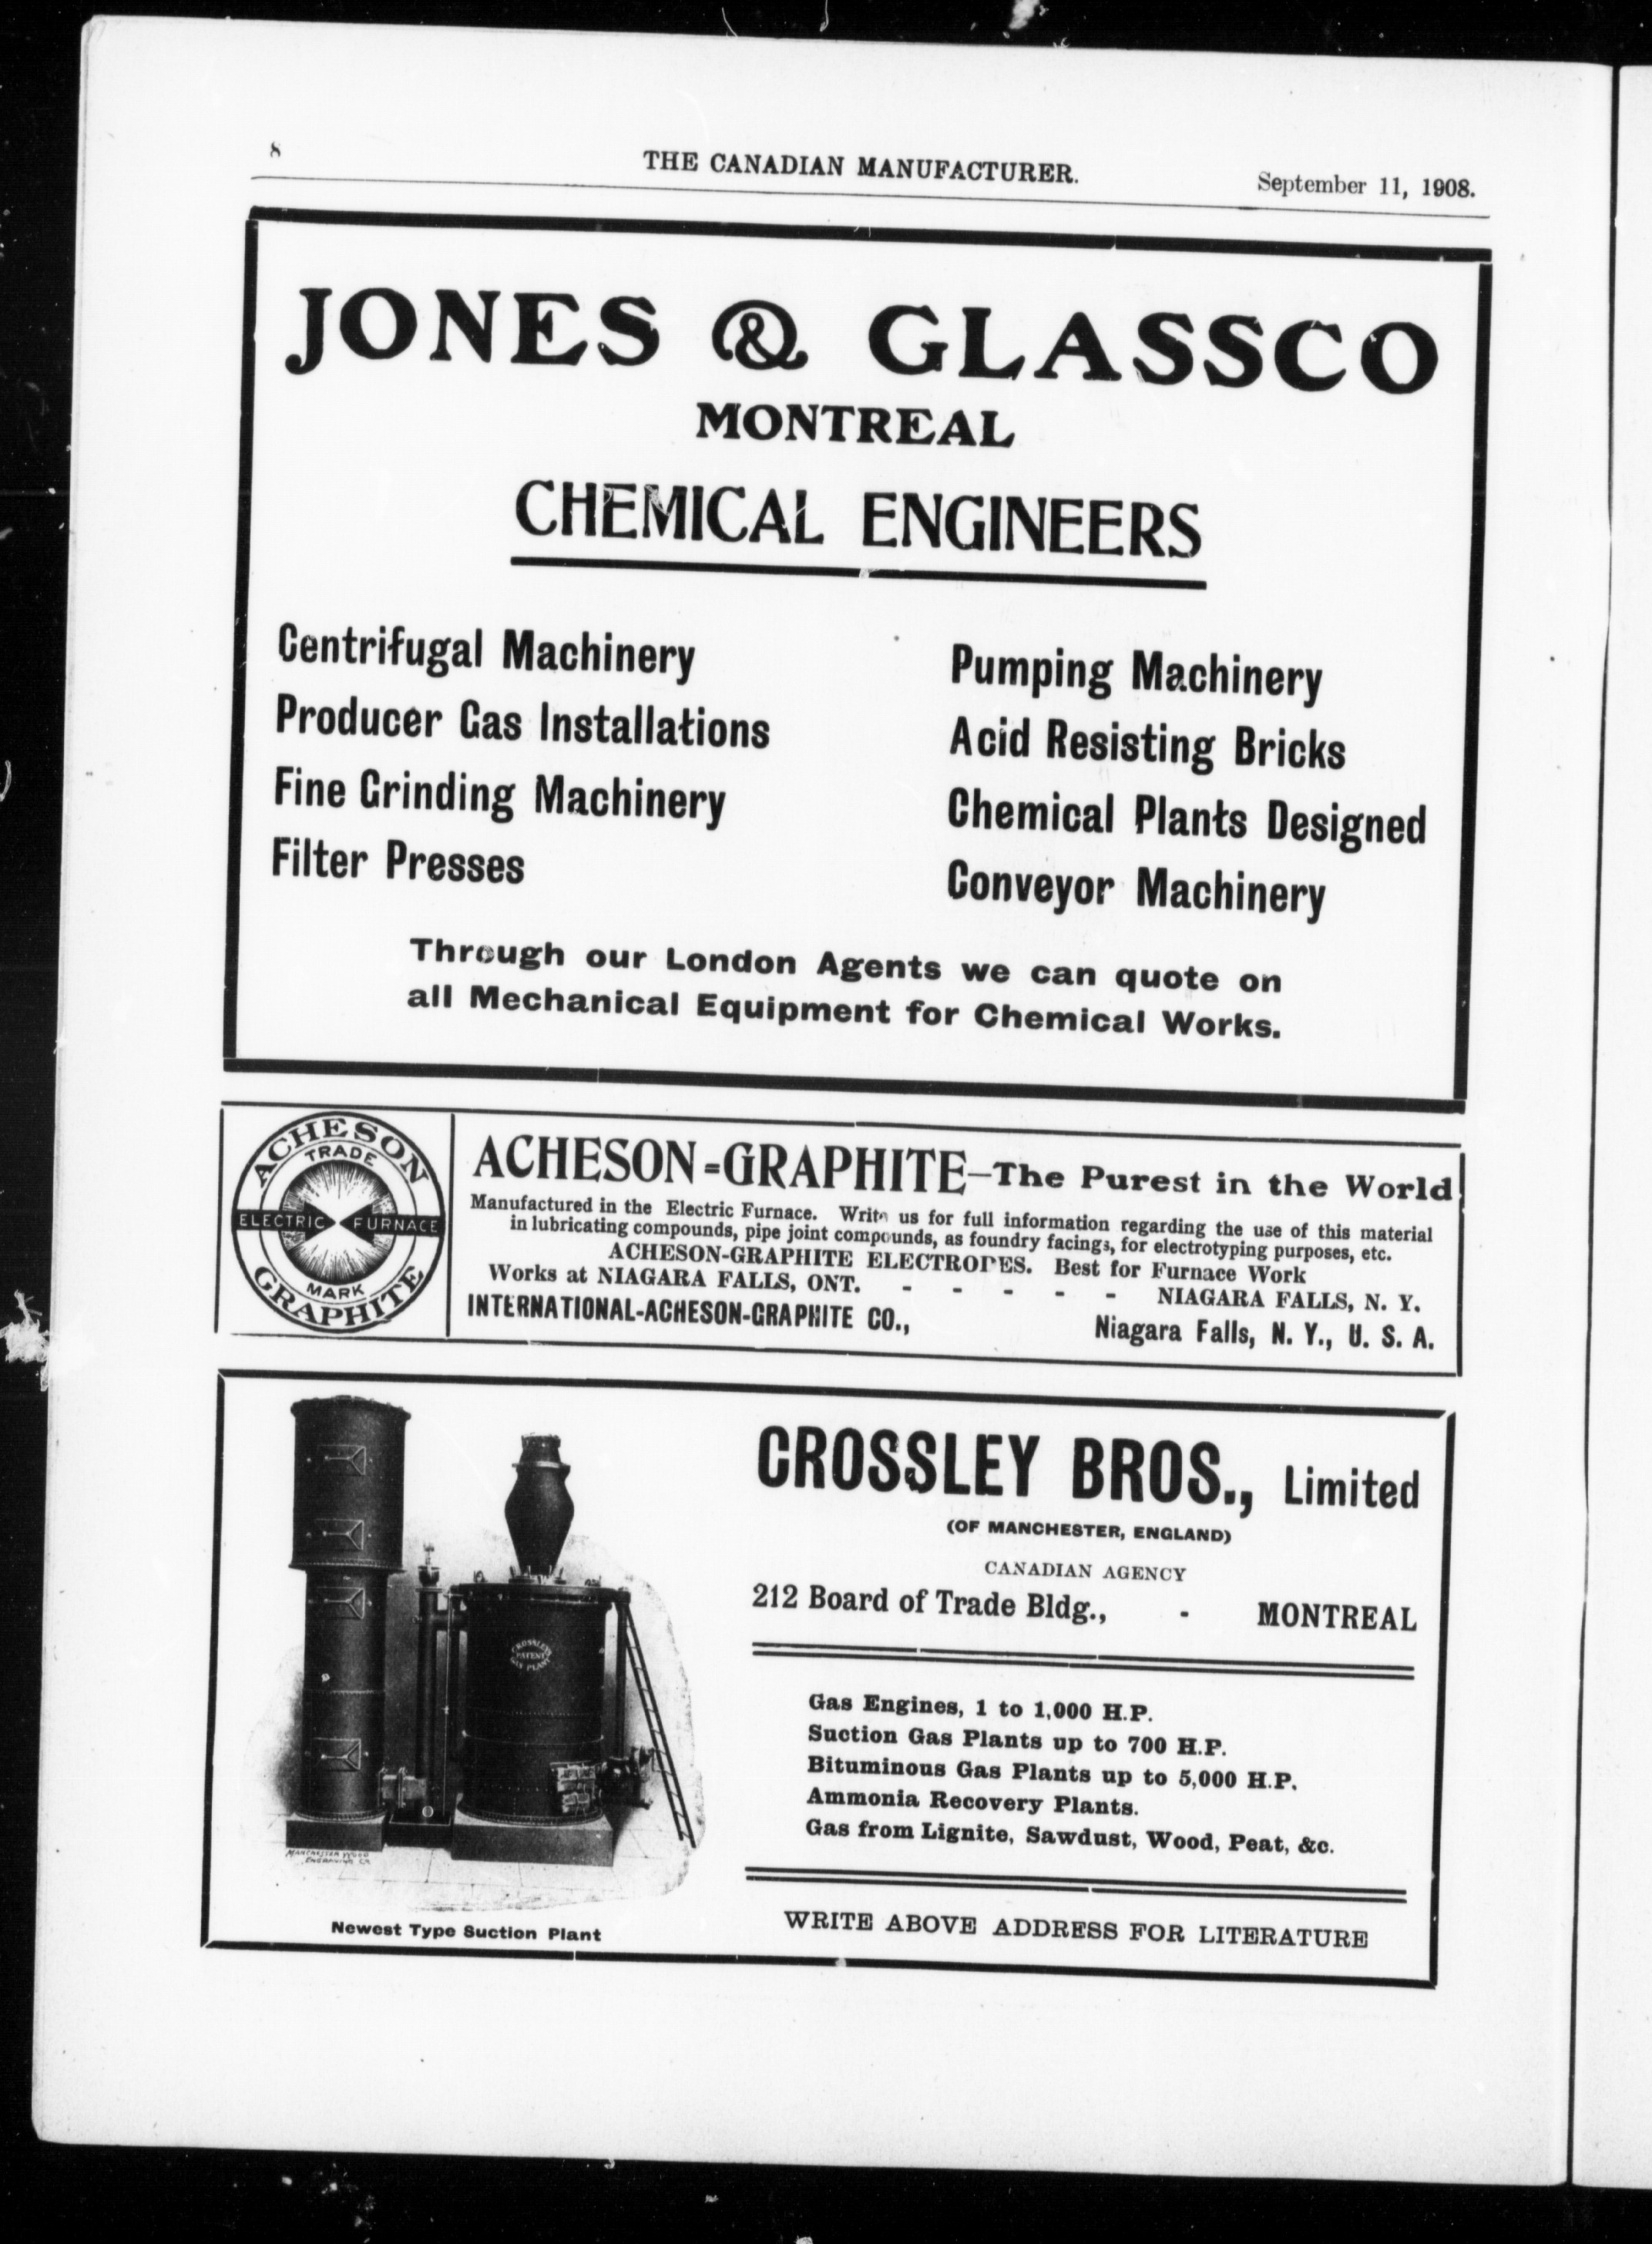 8
THE CANADIAN MANUFACTURER.
September 11, 1908.
JONES & GLASSCO
MONTREAL
CHEMICAL ENGINEERS
Centrifugal Machinery
Producer Gas Installations
Fine Grinding Machinery
Filter Presses
Pumping Machinery
Acid Resisting Bricks
Chemical Plants Designed
Conveyor Machinery
Through our London Agents we can quote on
all Mechanical Equipment for Chemical Works.
ACHESON
TRADE
ELECTRIC FURNACE
MARK
GRAPHITE
ACHESON-GRAPHITE—The Purest in the World
Manufactured in the Electric Furnace. Write us for full information regarding the use of this material
in lubricating compounds, pipe joint compounds, as foundry facings, for electrotyping purposes, etc.
ACHESON-GRAPHITE ELECTRODES. Best for Furnace Work
Works at NIAGARA FALLS, ONT. - - - - - NIAGARA FALLS, N. Y.
INTERNATIONAL-ACHESON-GRAPHITE CO., Niagara Falls, N. Y., U. S. A.
CROSSLEYS
PATENT
GAS PLANT
MANCHESTER WOOD
ENGRAVING CO.
Newest Type Suction Plant
CROSSLEY BROS., Limited
(OF MANCHESTER, ENGLAND)
CANADIAN AGENCY
212 Board of Trade Bldg., - MONTREAL
Gas Engines, 1 to 1,000 H.P.
Suction Gas Plants up to 700 H.P.
Bituminous Gas Plants up to 5,000 H.P.
Ammonia Recovery Plants.
Gas from Lignite, Sawdust, Wood, Peat, &c.
WRITE ABOVE ADDRESS FOR LITERATURE